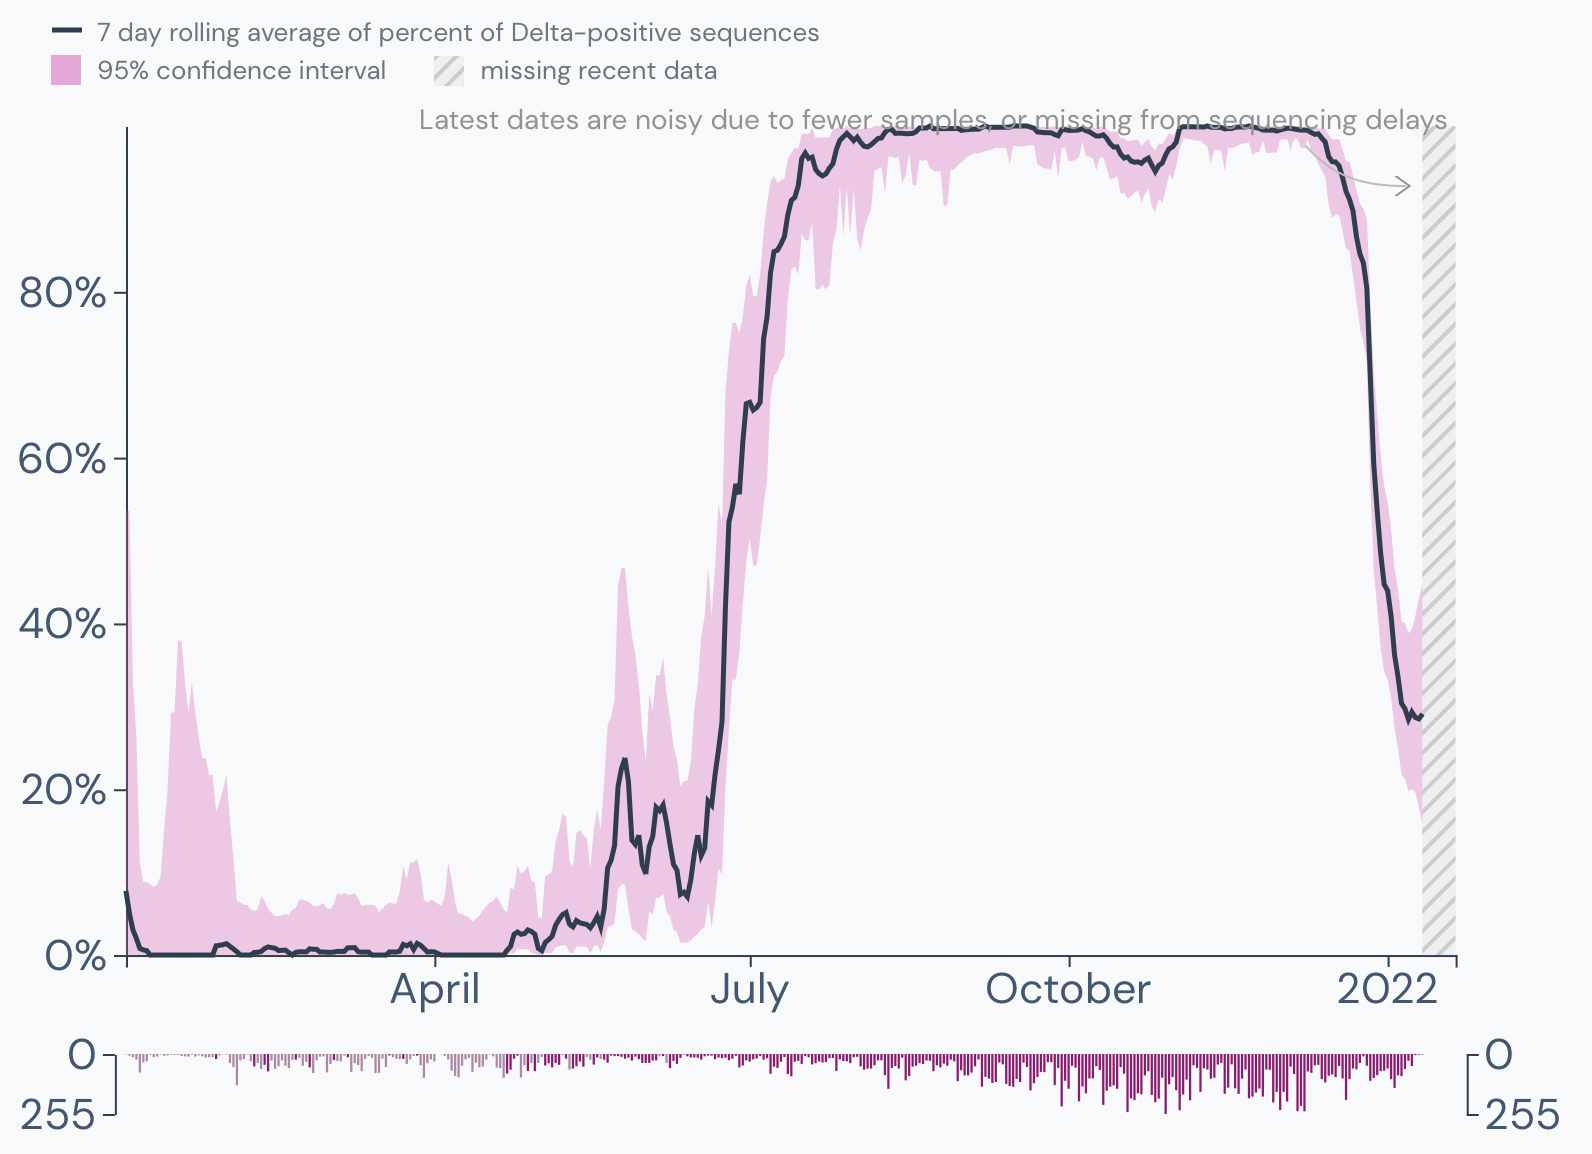 7 day rolling average of percent of Delta-positive sequences
95% confidence interval missing recent data
Latest dates are noisy due to fewer samples, or missing from sequencing delays
80%
60%
40%
20%
0%
April July October 2022
0 0
255 255